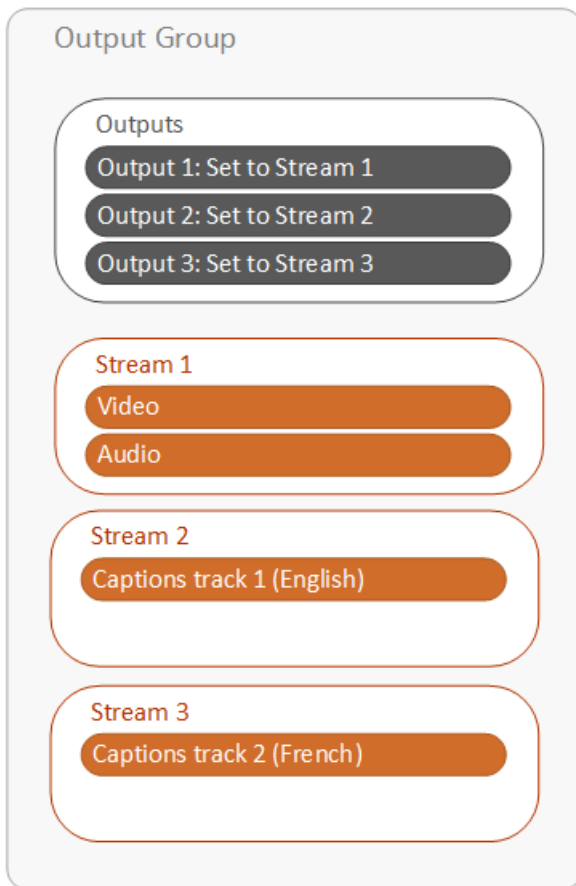 Output Group
Outputs
Output 1: Set to Stream 1
Output 2: Set to Stream 2
Output 3: Set to Stream 3
Stream 1
Video
Audio
Stream 2
Captions track 1 (English)
Stream 3
Captions track 2 (French)